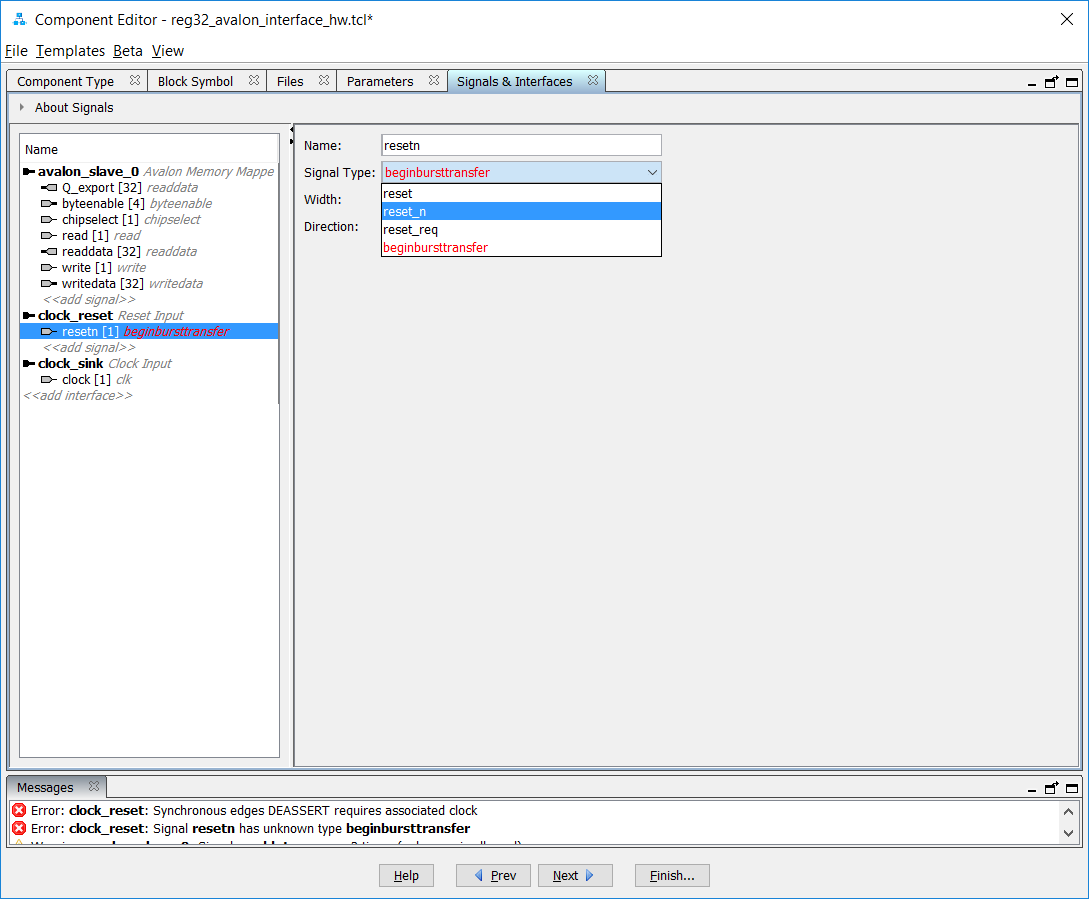 Component Editor - reg32_avalon_interface_hw.tcl*
File Templates Beta View
Component Type Block Symbol Files Parameters Signals & Interfaces
About Signals
Name
avalon_slave_0 Avalon Memory Mappe
Q_export [32] readdata
byteenable [4] byteenable
chipselect [1] chipselect
read [1] read
readdata [32] readdata
write [1] write
writedata [32] writedata
<<add signal>>
clock_reset Reset Input
resetn [1] beginbursttransfer
<<add signal>>
clock_sink Clock Input
clock [1] clk
<<add interface>>
Name: resetn
Signal Type: beginbursttransfer
Width:
Direction:
reset
reset_n
reset_req
beginbursttransfer
Messages
Error: clock_reset: Synchronous edges DEASSERT requires associated clock
Error: clock_reset: Signal resetn has unknown type beginbursttransfer
Help Prev Next Finish...